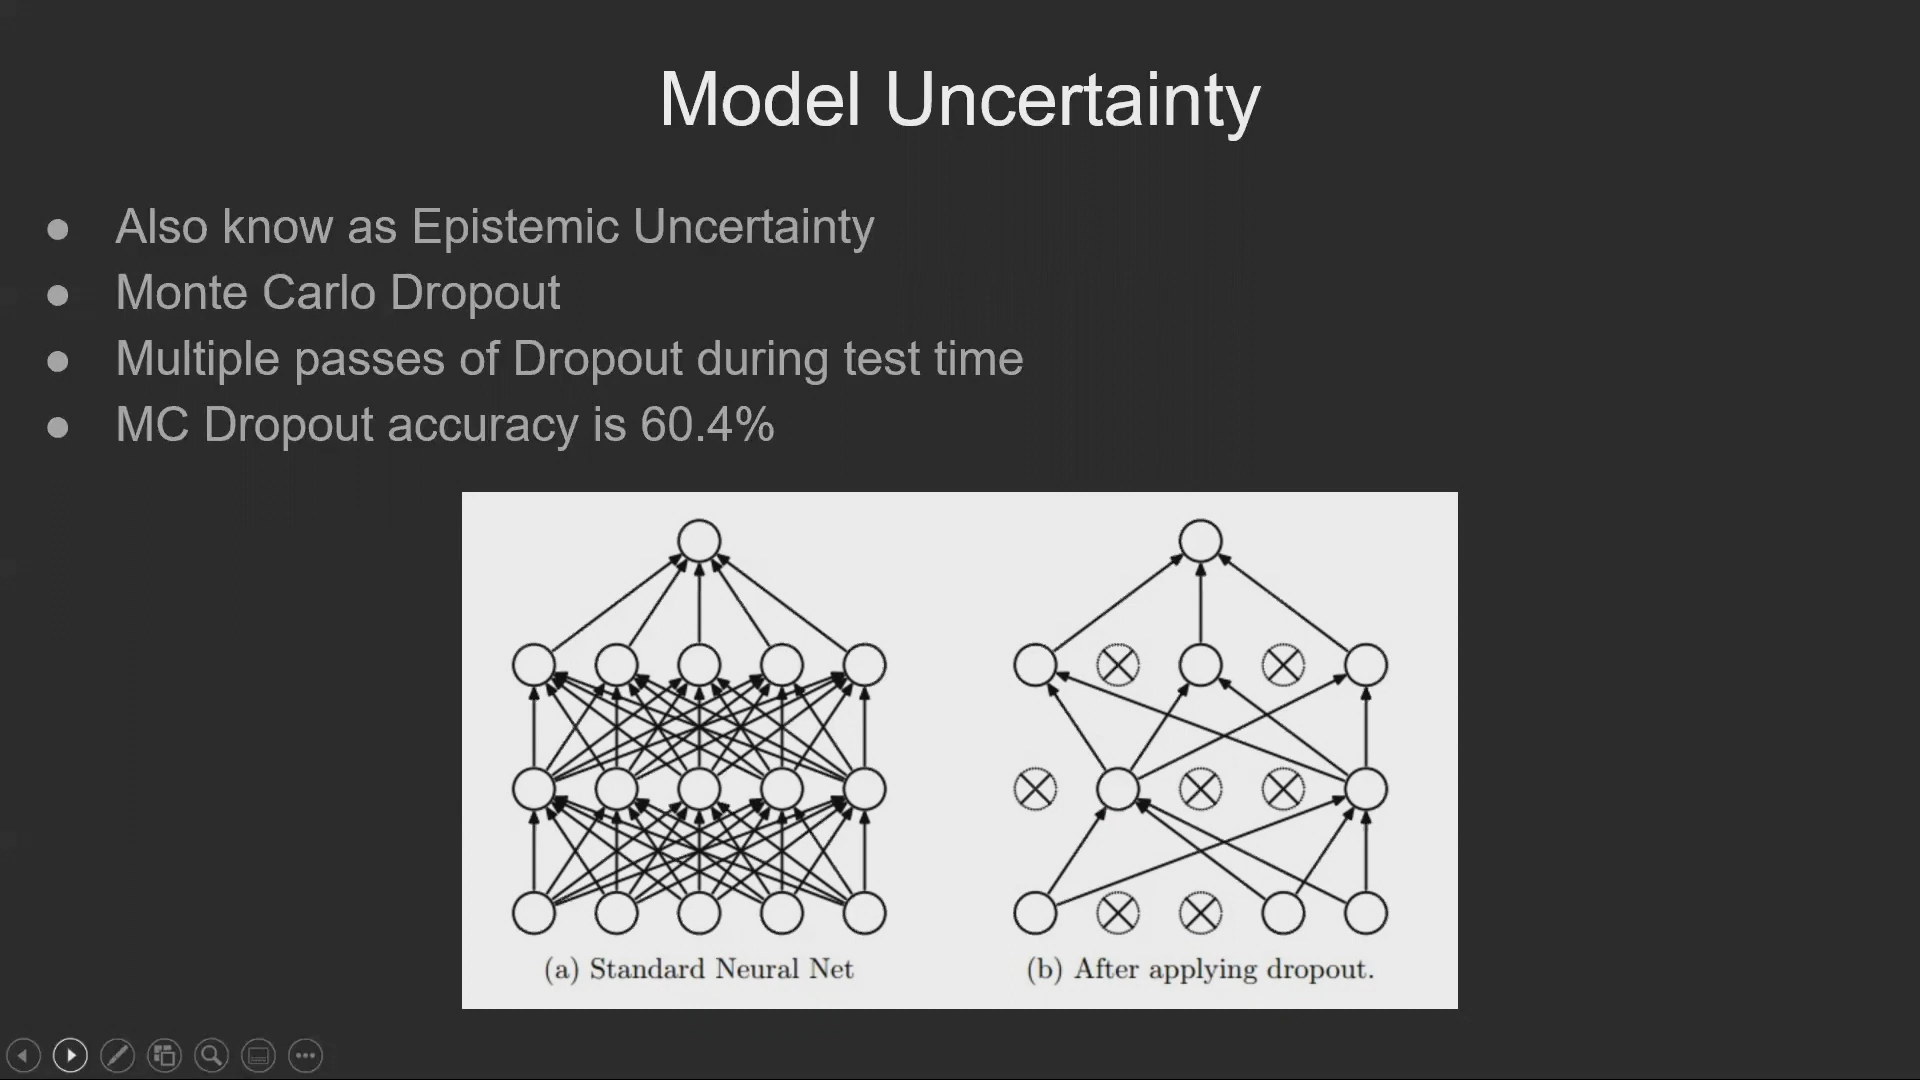 Model Uncertainty
Also know as Epistemic Uncertainty
Monte Carlo Dropout
Multiple passes of Dropout during test time
MC Dropout accuracy is 60.4%
(a) Standard Neural Net
(b) After applying dropout.